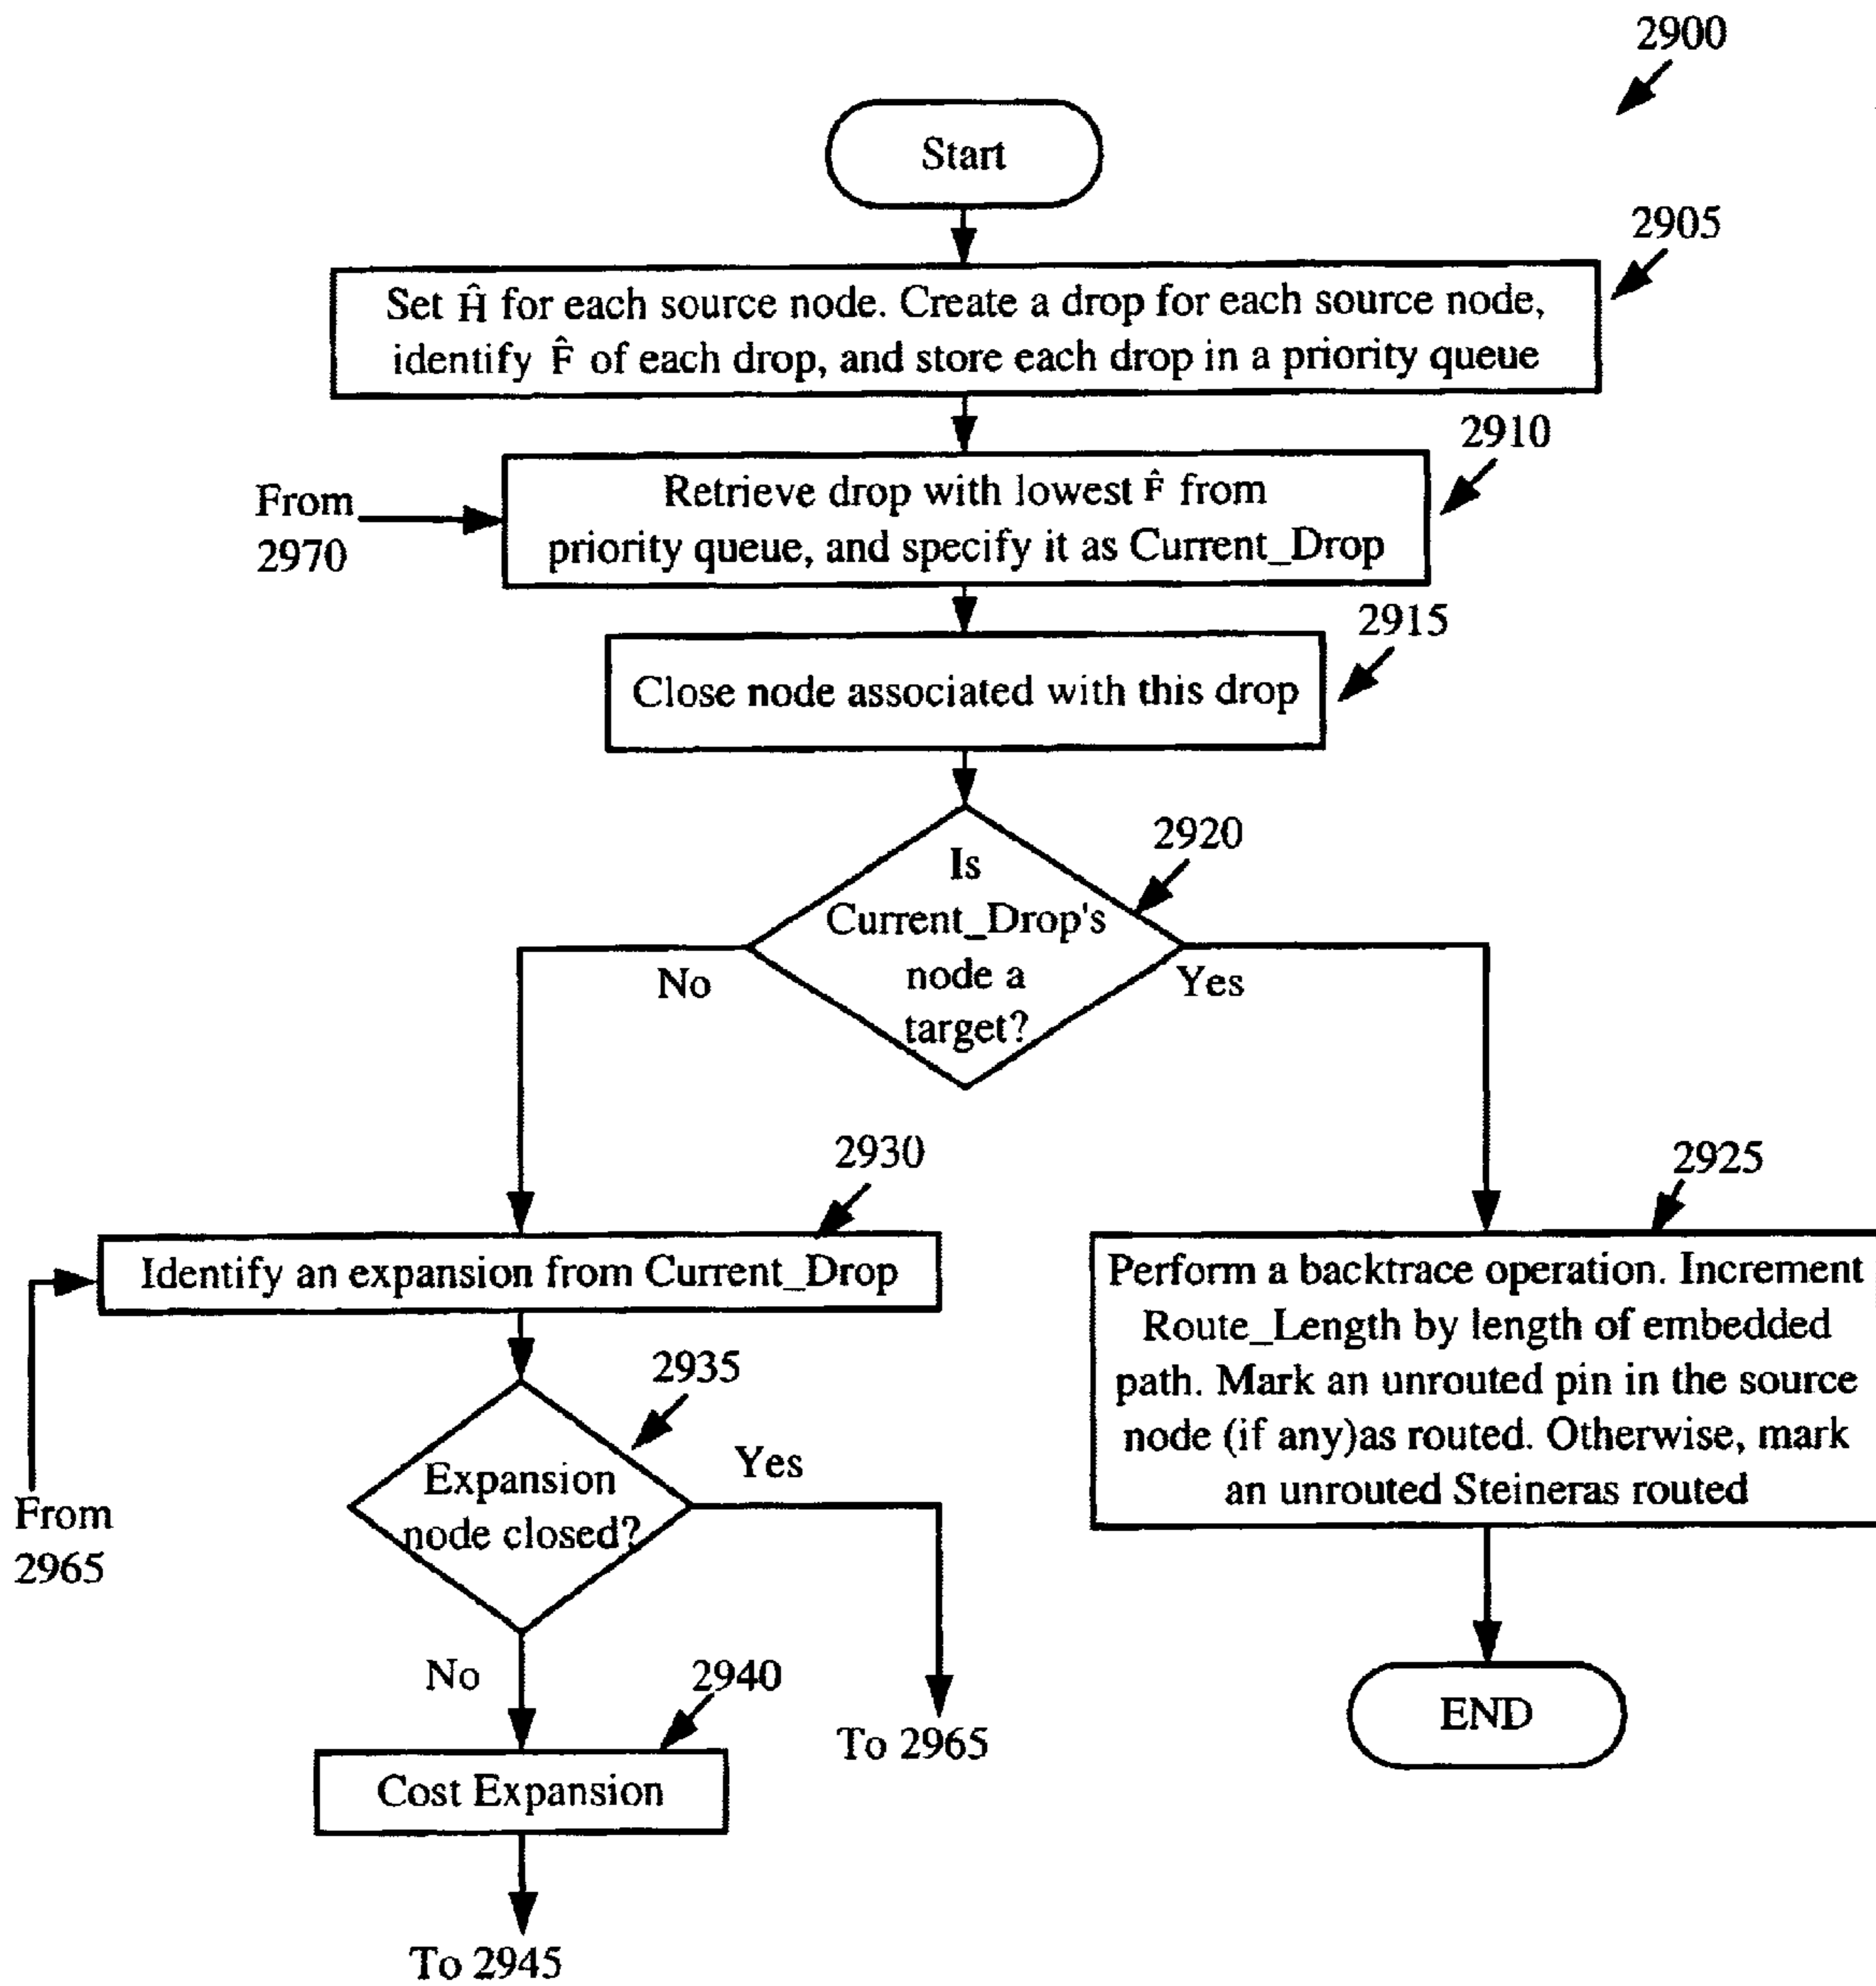 2900
Start
2905
Set Ĥ for each source node. Create a drop for each source node,
identify F̂ of each drop, and store each drop in a priority queue
2910
Retrieve drop with lowest F̂ from
priority queue, and specify it as Current_Drop
From
2970
2915
Close node associated with this drop
2920
Is
Current_Drop's
node a
target?
No
Yes
2930
Identify an expansion from Current_Drop
2925
Perform a backtrace operation. Increment
Route_Length by length of embedded
path. Mark an unrouted pin in the source
node (if any)as routed. Otherwise, mark
an unrouted Steineras routed
2935
Expansion
node closed?
Yes
From
2965
No
2940
To 2965
END
Cost Expansion
To 2945